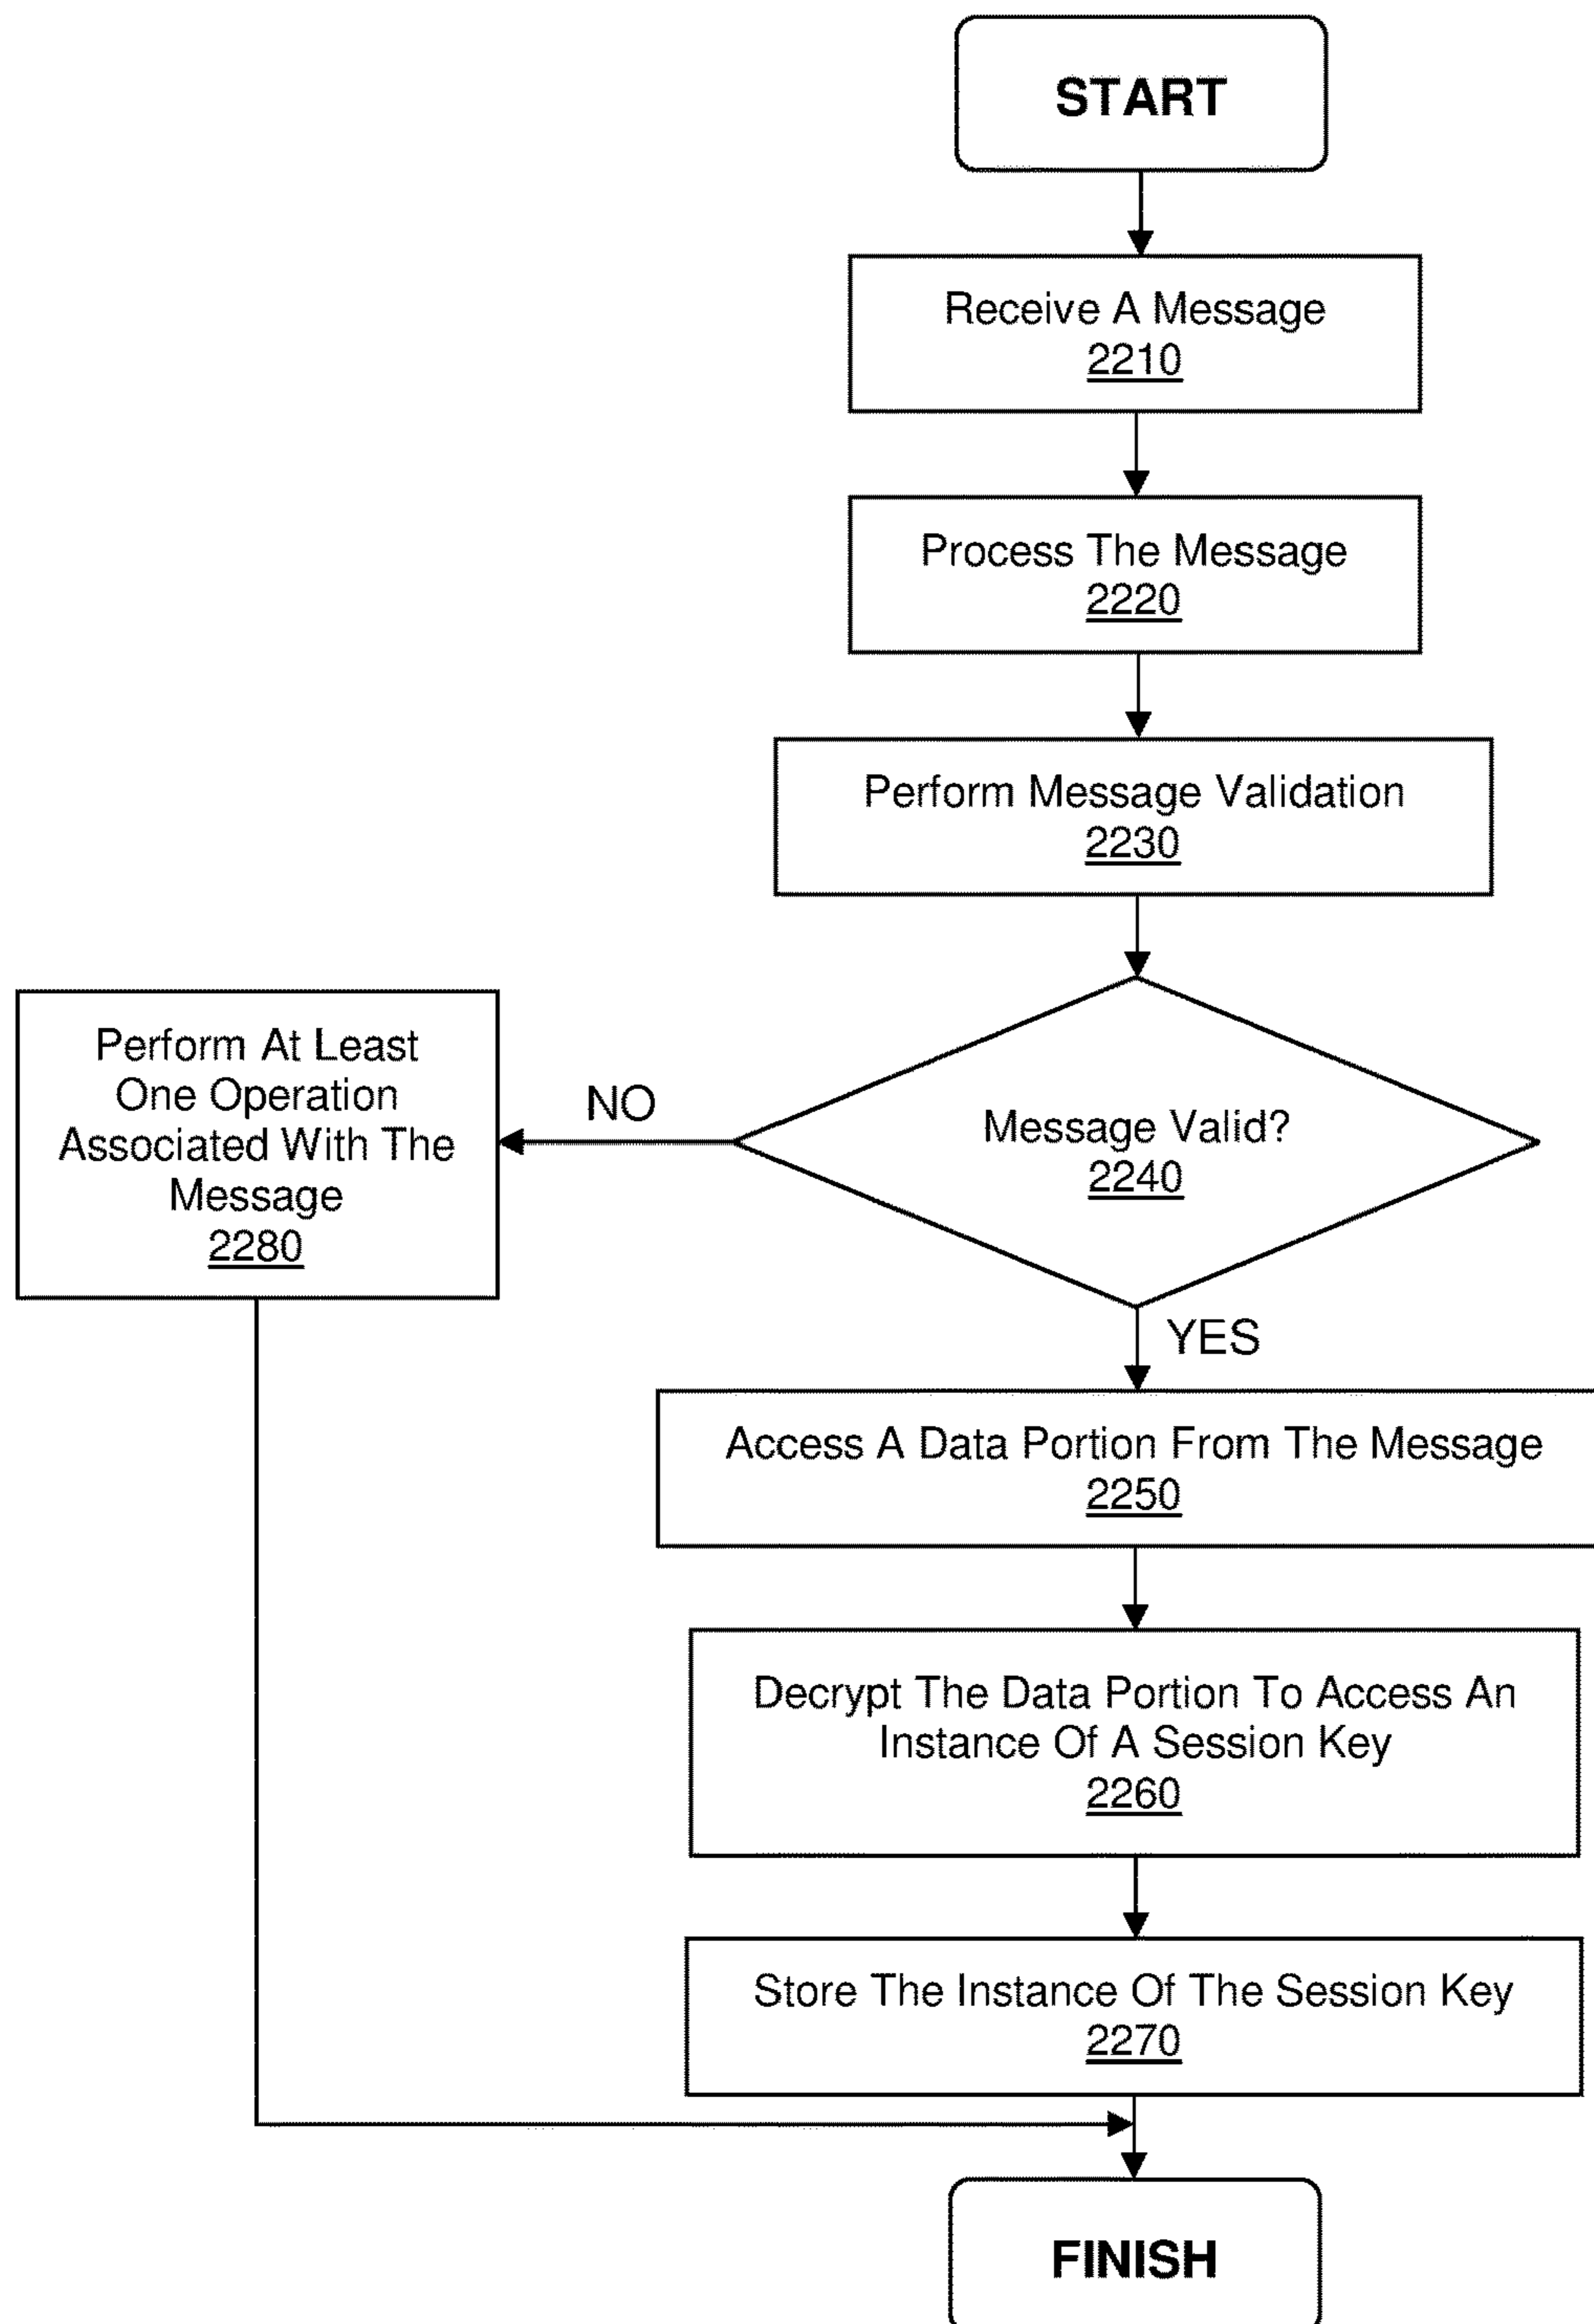 START
Receive A Message
2210
Process The Message
2220
Perform Message Validation
2230
Message Valid?
2240
NO
Perform At Least
One Operation
Associated With The
Message
2280
YES
Access A Data Portion From The Message
2250
Decrypt The Data Portion To Access An
Instance Of A Session Key
2260
Store The Instance Of The Session Key
2270
FINISH